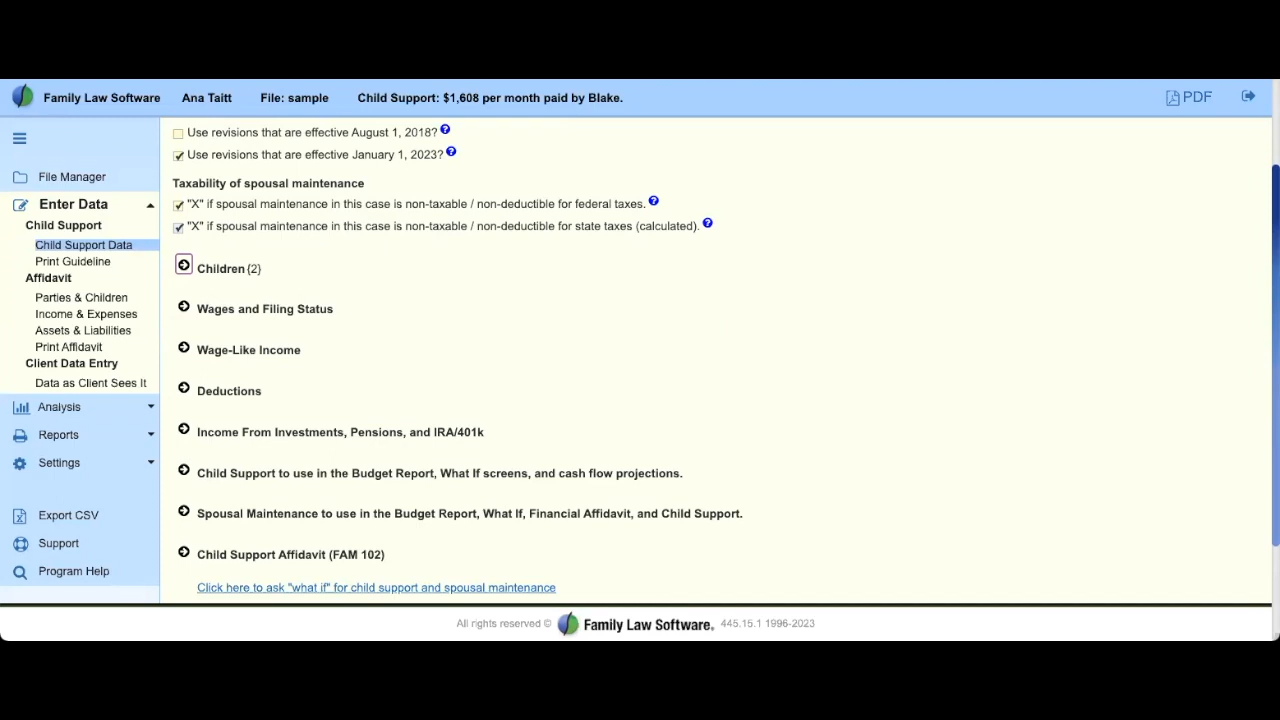 Family Law Software Ana Taitt File: sample Child Support: $1,608 per month paid by Blake. PDF
File Manager
Enter Data
Child Support
Child Support Data
Print Guideline
Affidavit
Parties & Children
Income & Expenses
Assets & Liabilities
Print Affidavit
Client Data Entry
Data as Client Sees It
Analysis
Reports
Settings
Export CSV
Support
Program Help
Use revisions that are effective August 1, 2018? ?
Use revisions that are effective January 1, 2023? ?
Taxability of spousal maintenance
"X" if spousal maintenance in this case is non-taxable / non-deductible for federal taxes. ?
"X" if spousal maintenance in this case is non-taxable / non-deductible for state taxes (calculated). ?
Children (2)
Wages and Filing Status
Wage-Like Income
Deductions
Income From Investments, Pensions, and IRA/401k
Child Support to use in the Budget Report, What If screens, and cash flow projections.
Spousal Maintenance to use in the Budget Report, What If, Financial Affidavit, and Child Support.
Child Support Affidavit (FAM 102)
Click here to ask "what if" for child support and spousal maintenance
All rights reserved © Family Law Software. 445.15.1 1996-2023